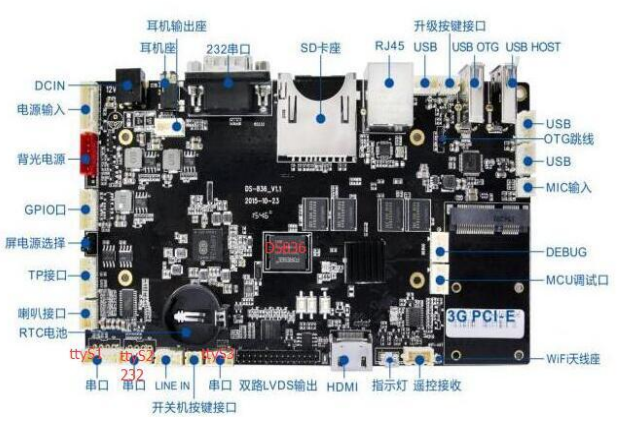 耳机输出座
耳机座
232串口
SD卡座
RJ45
升级按键接口
USB
USB OTG
USB HOST
DCIN
12V
电源输入
背光电源
GPIO口
屏电源选择
TP接口
喇叭接口
RTC电池
USB
OTG跳线
USB
MIC输入
DEBUG
MCU调试口
WiFi天线座
DS-836_V1.1
2015-10-23
15:45
DS836
3G PCI-E
ttyS1
ttyS2
232
ttyS3
串口
串口
LINE IN
开关机按键接口
串口
双路LVDS输出
HDMI
指示灯
遥控接收